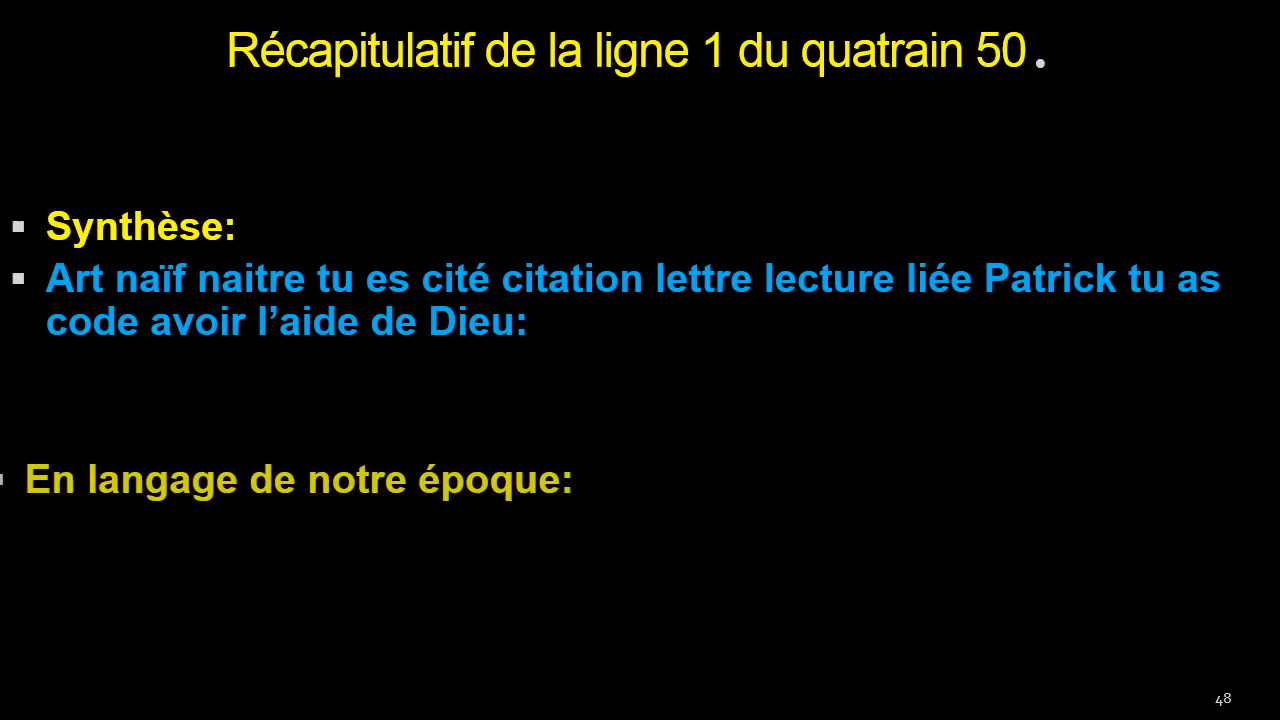 Récapitulatif de la ligne 1 du quatrain 50.
Synthèse:
Art naïf naitre tu es cité citation lettre lecture liée Patrick tu as
code avoir l’aide de Dieu:
En langage de notre époque:
48